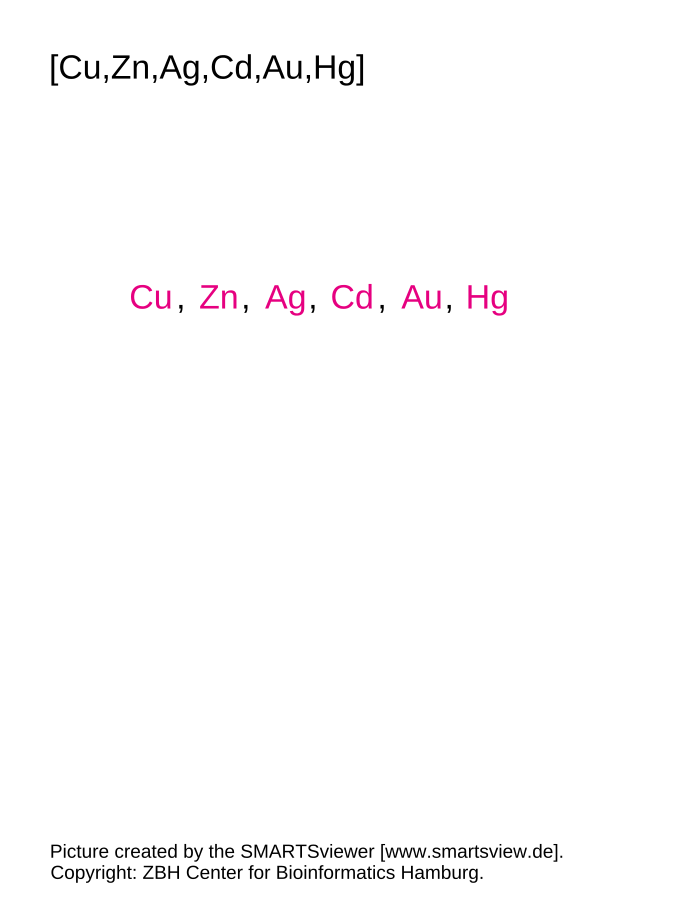 [Cu,Zn,Ag,Cd,Au,Hg]
Cu, Zn, Ag, Cd, Au, Hg
Picture created by the SMARTSviewer [www.smartsview.de].
Copyright: ZBH Center for Bioinformatics Hamburg.